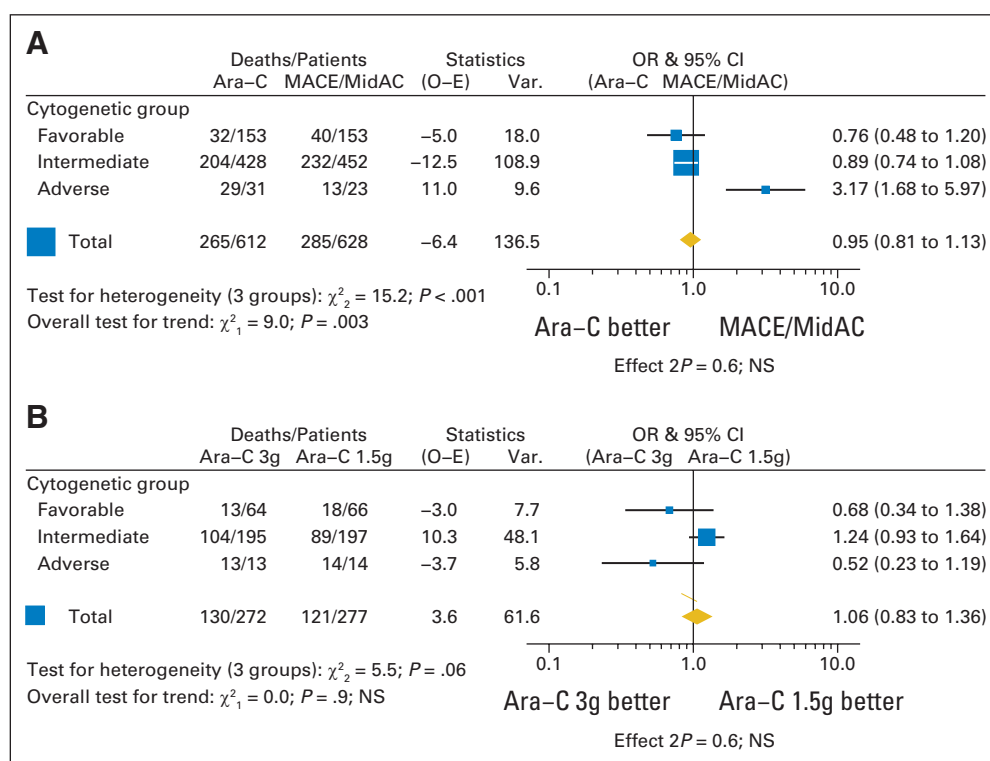 A
Deaths/Patients Statistics OR & 95% CI
Ara–C MACE/MidAC (O–E) Var. (Ara–C MACE/MidAC)
Cytogenetic group
Favorable 32/153 40/153 –5.0 18.0 0.76 (0.48 to 1.20)
Intermediate 204/428 232/452 –12.5 108.9 0.89 (0.74 to 1.08)
Adverse 29/31 13/23 11.0 9.6 3.17 (1.68 to 5.97)
Total 265/612 285/628 –6.4 136.5 0.95 (0.81 to 1.13)
0.1 1.0 10.0
Test for heterogeneity (3 groups): χ²₂ = 15.2; P < .001
Overall test for trend: χ²₁ = 9.0; P = .003
Ara–C better MACE/MidAC
Effect 2P = 0.6; NS
B
Deaths/Patients Statistics OR & 95% CI
Ara–C 3g Ara–C 1.5g (O–E) Var. (Ara–C 3g Ara–C 1.5g)
Cytogenetic group
Favorable 13/64 18/66 –3.0 7.7 0.68 (0.34 to 1.38)
Intermediate 104/195 89/197 10.3 48.1 1.24 (0.93 to 1.64)
Adverse 13/13 14/14 –3.7 5.8 0.52 (0.23 to 1.19)
Total 130/272 121/277 3.6 61.6 1.06 (0.83 to 1.36)
0.1 1.0 10.0
Test for heterogeneity (3 groups): χ²₂ = 5.5; P = .06
Overall test for trend: χ²₁ = 0.0; P = .9; NS
Ara–C 3g better Ara–C 1.5g better
Effect 2P = 0.6; NS